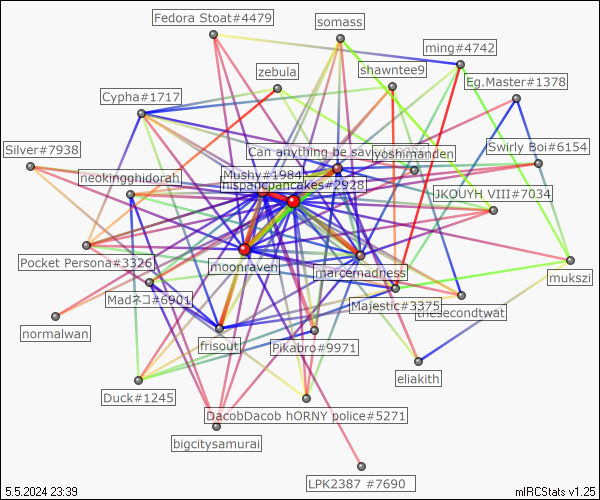 Fedora Stoat#4479
somass
ming#4742
zebula
shawntee9
Eg.Master#1378
Cypha#1717
Silver#7938
Can anything be saved
yoshimanden
Swirly Boi#6154
neokingghidorah
Mushy#1984
hispanicpancakes#2928
JKOUYH VIII#7034
Pocket Persona#3326
moonraven
marcemadness
mukszi
Madネコ#6901
Majestic#3375
thesecondtwat
normalwan
frisout
Pikabro#9971
eliakith
Duck#1245
DacobDacob hORNY police#5271
bigcitysamurai
LPK2387 #7690
5.5.2024 23:39
mIRCStats v1.25